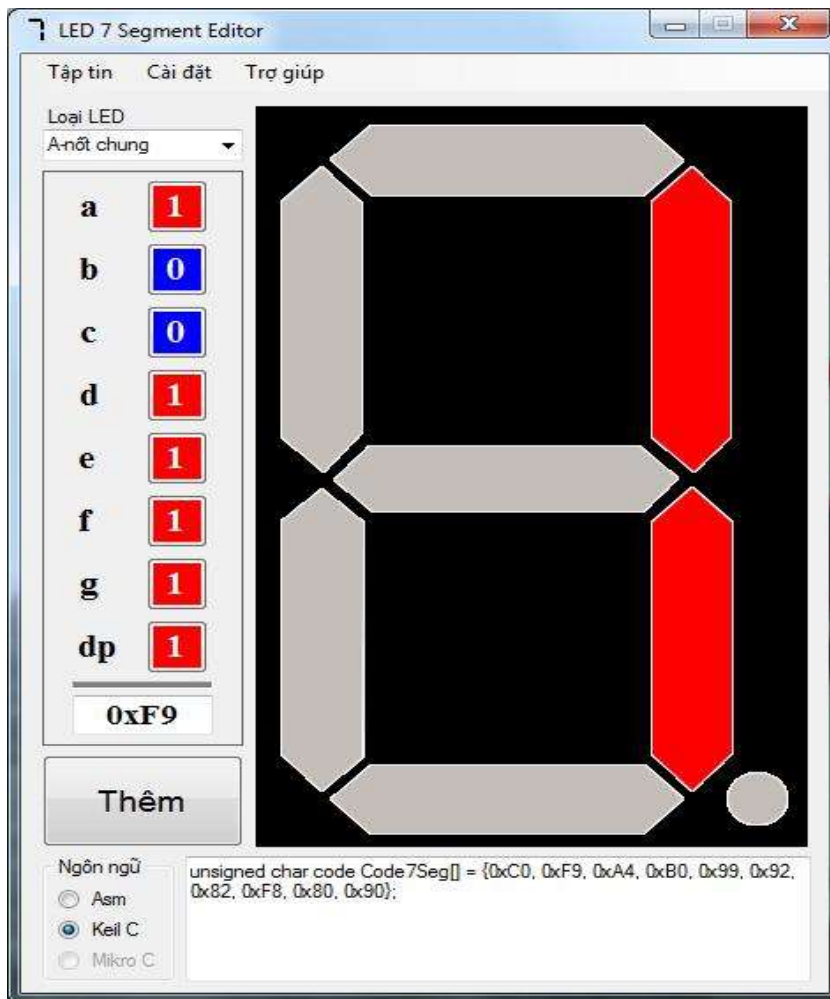 LED 7 Segment Editor
Tập tin Cài đặt Trợ giúp
Loại LED
A-nốt chung
a 1
b 0
c 0
d 1
e 1
f 1
g 1
dp 1
0xF9
Thêm
Ngôn ngữ
Asm
Keil C
Mikro C
unsigned char code Code7Seg[] = {0xC0, 0xF9, 0xA4, 0xB0, 0x99, 0x92,
0x82, 0xF8, 0x80, 0x90};